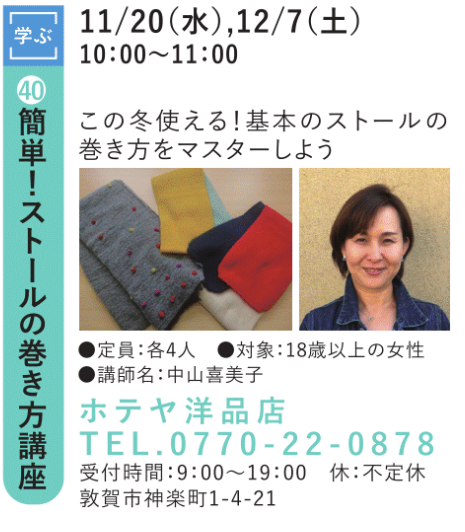 学ぶ
11/20（水）,12/7（土）
10：00〜11：00
㊵簡単！ストールの巻き方講座
この冬使える！基本のストールの
巻き方をマスターしよう
●定員：各4人　●対象：18歳以上の女性
●講師名：中山喜美子
ホテヤ洋品店
TEL.0770-22-0878
受付時間：9：00〜19：00　休：不定休
敦賀市神楽町1-4-21